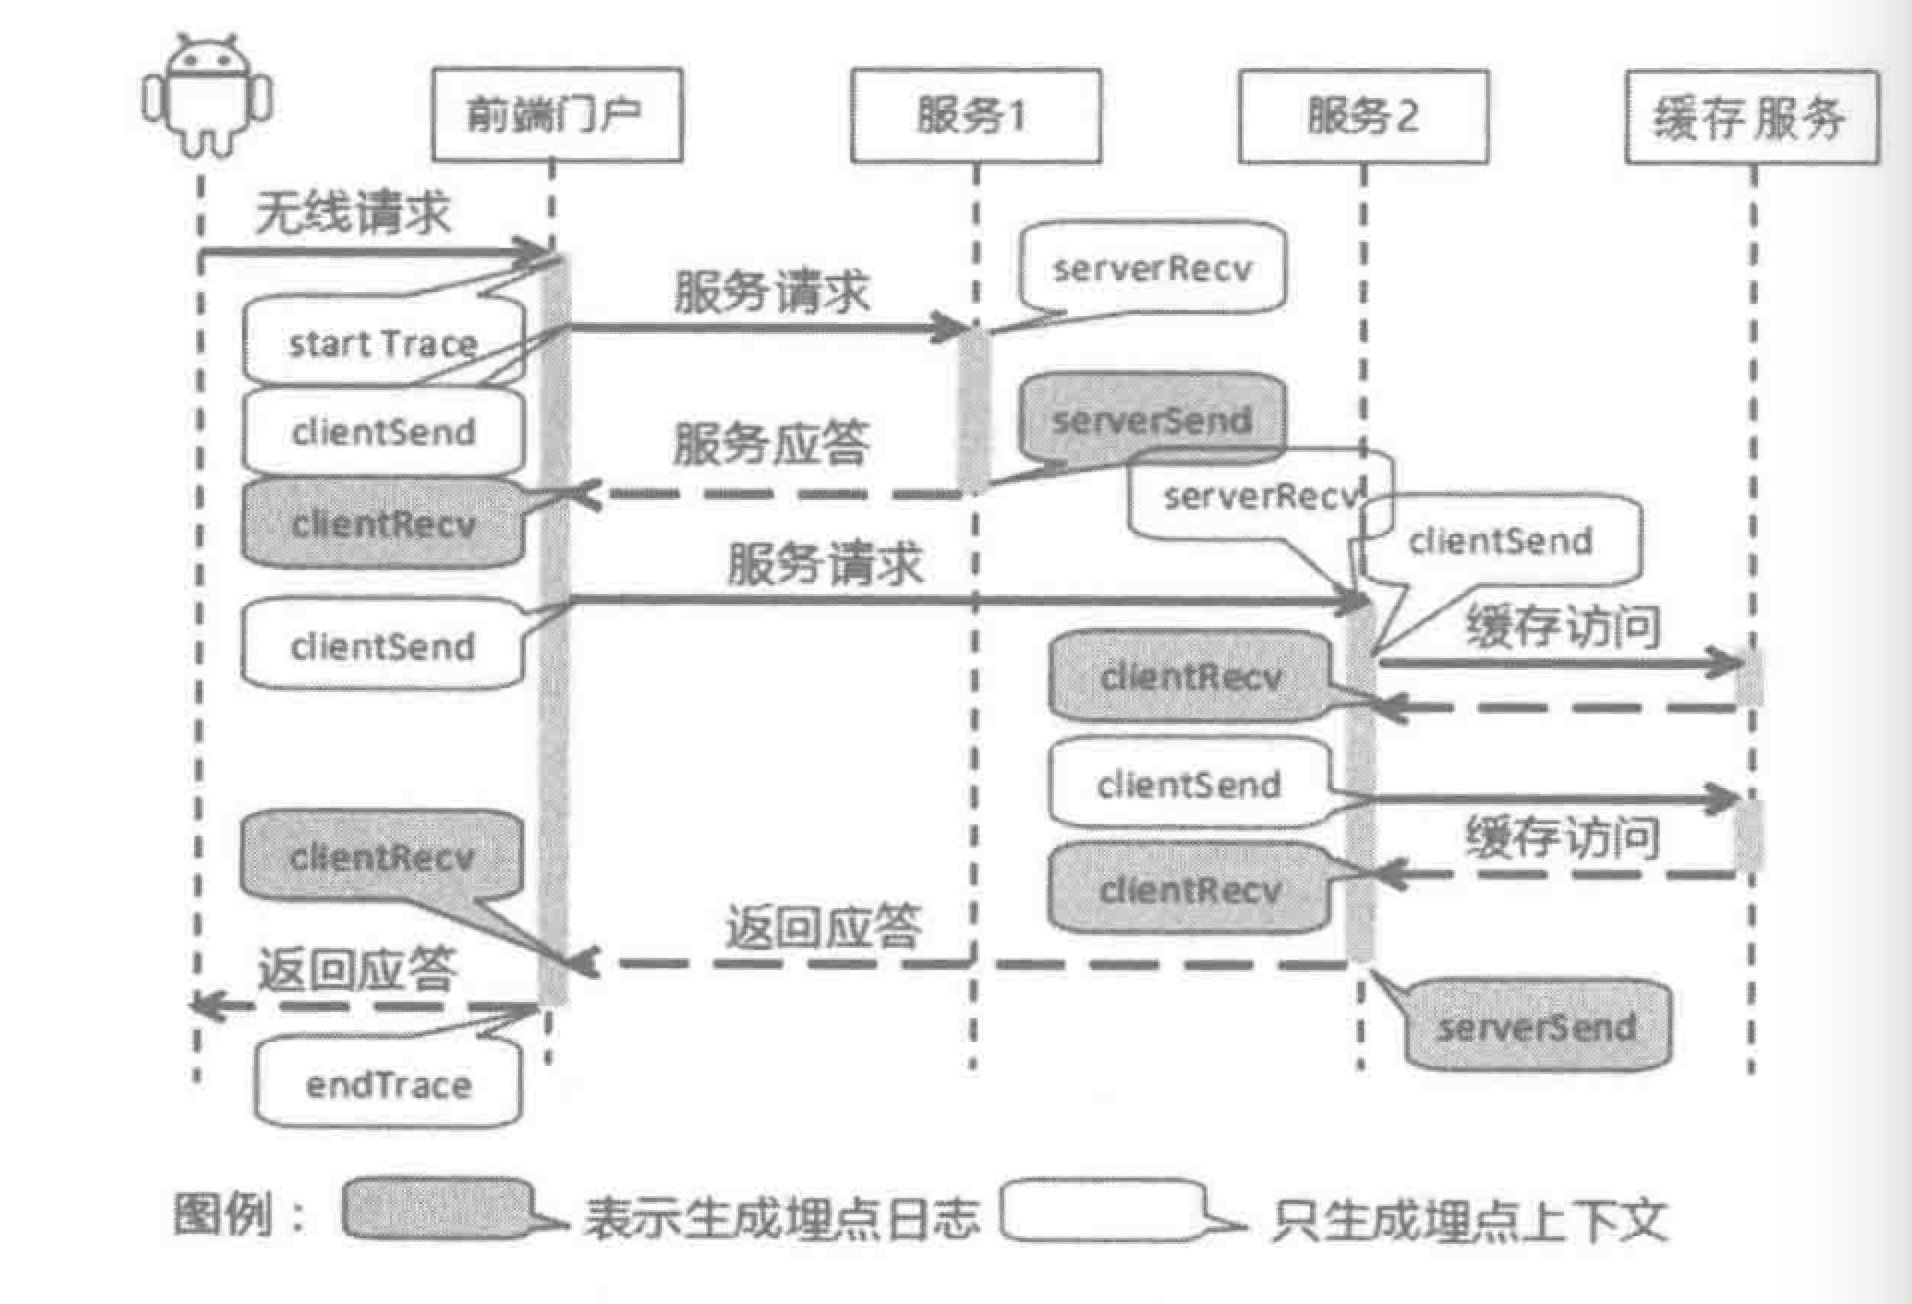 前端门户
服务1
服务2
缓存服务
无线请求
serverRecv
服务请求
start Trace
clientSend
serverSend
服务应答
serverRecv
clientRecv
clientSend
服务请求
缓存访问
clientSend
clientRecv
clientSend
缓存访问
clientRecv
clientRecv
返回应答
返回应答
serverSend
endTrace
图例：
表示生成埋点日志
只生成埋点上下文